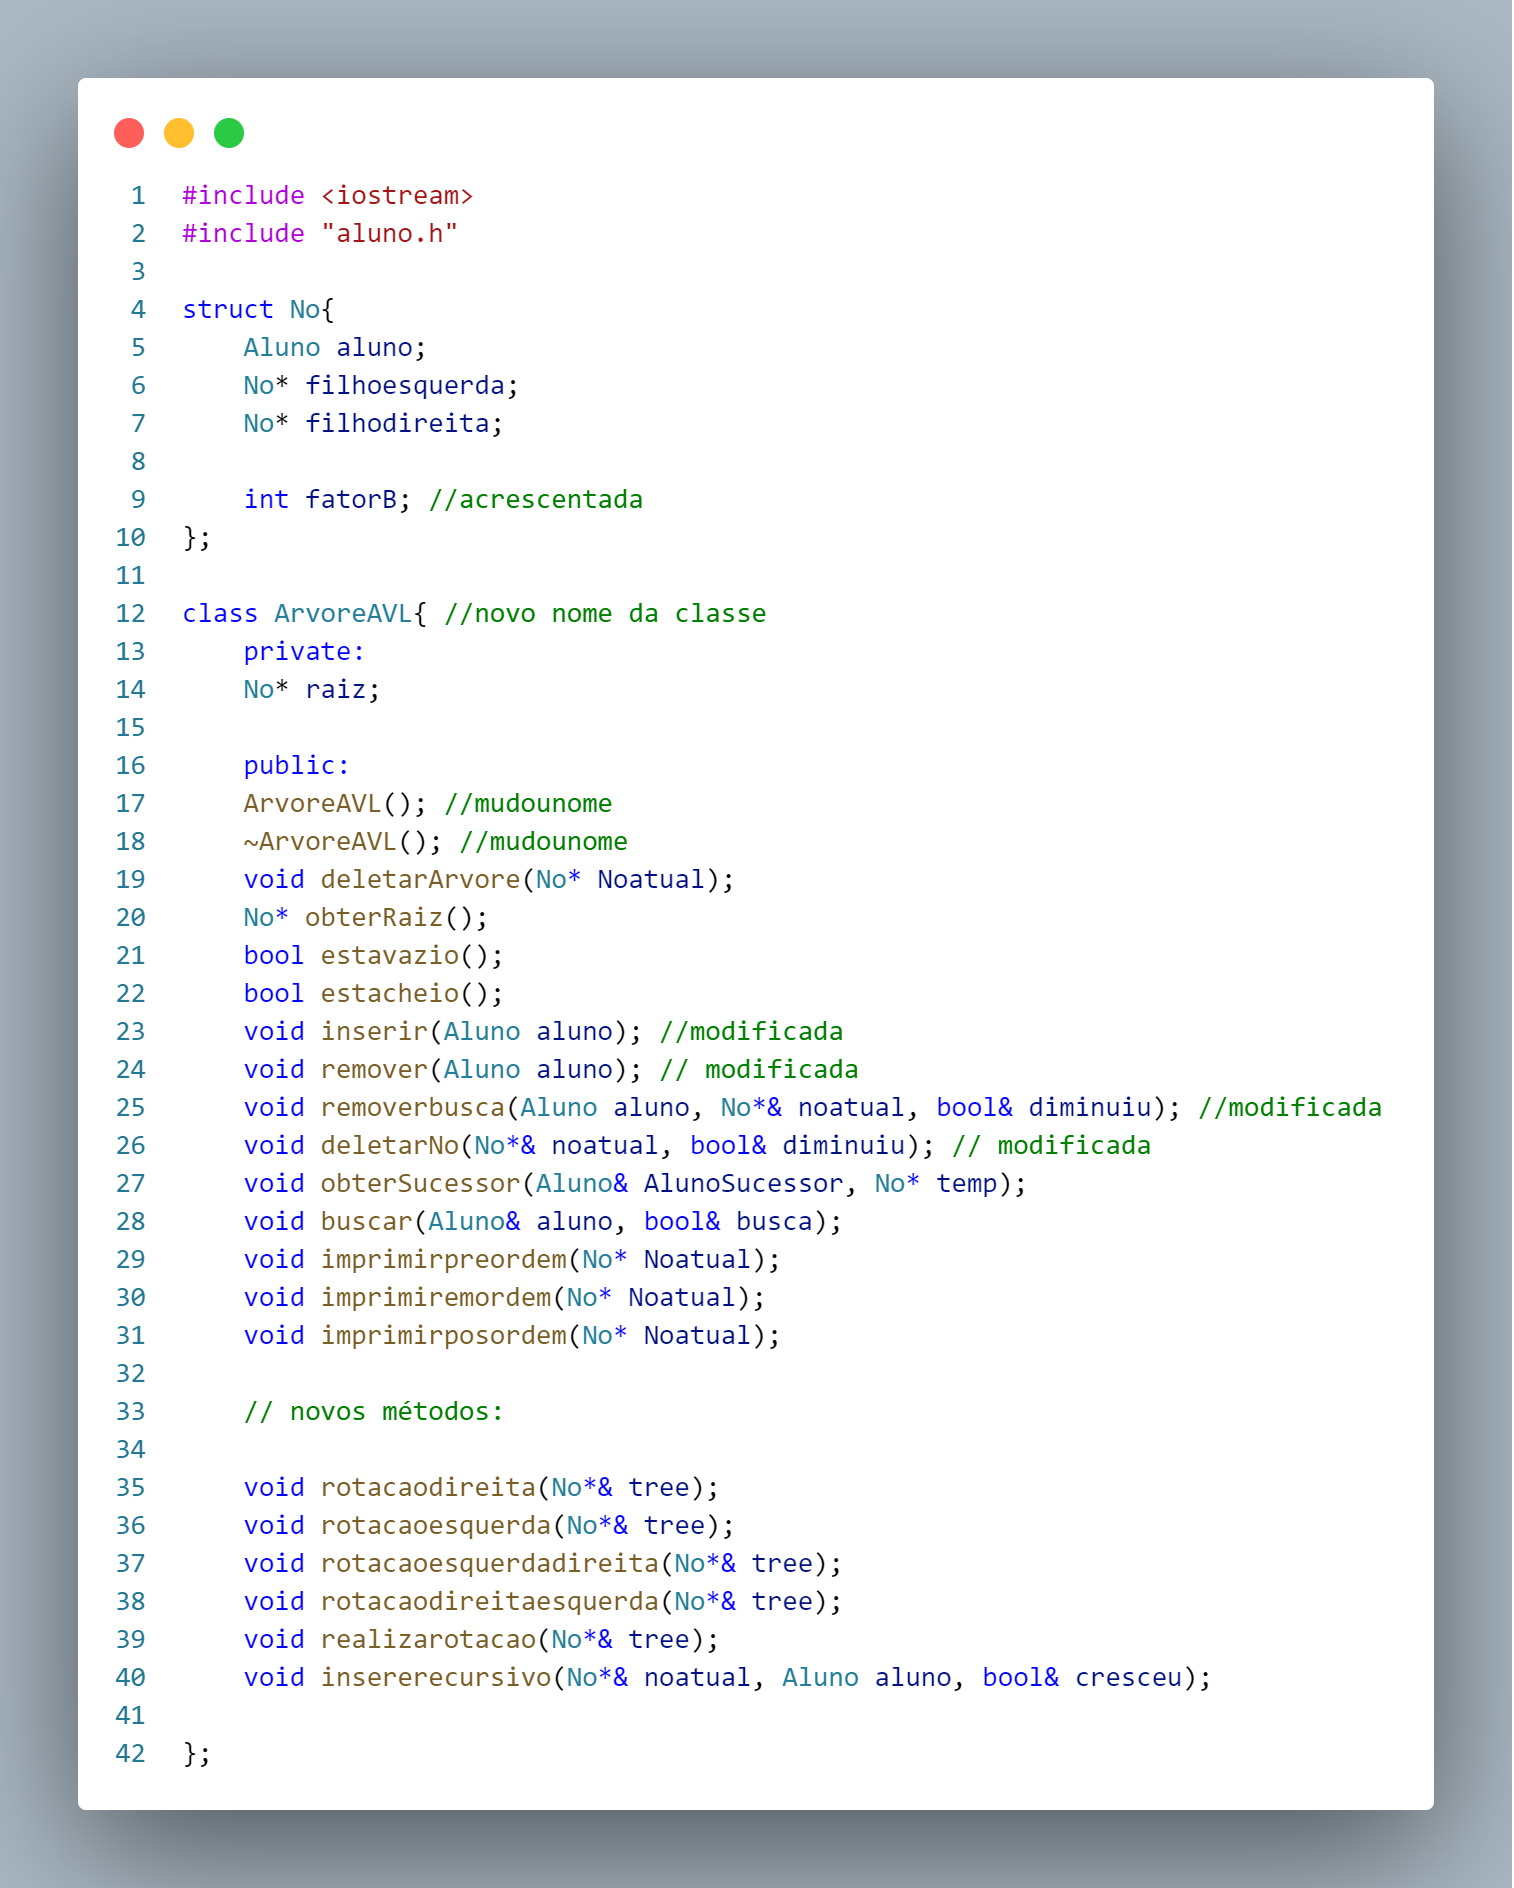 1 #include <iostream>
2 #include "aluno.h"
3
4 struct No{
5     Aluno aluno;
6     No* filhoesquerda;
7     No* filhodireita;
8
9     int fatorB; //acrescentada
10 };
11
12 class ArvoreAVL{ //novo nome da classe
13     private:
14     No* raiz;
15
16     public:
17     ArvoreAVL(); //mudounome
18     ~ArvoreAVL(); //mudounome
19     void deletarArvore(No* Noatual);
20     No* obterRaiz();
21     bool estavazio();
22     bool estacheio();
23     void inserir(Aluno aluno); //modificada
24     void remover(Aluno aluno); // modificada
25     void removerbusca(Aluno aluno, No*& noatual, bool& diminuiu); //modificada
26     void deletarNo(No*& noatual, bool& diminuiu); // modificada
27     void obterSucessor(Aluno& AlunoSucessor, No* temp);
28     void buscar(Aluno& aluno, bool& busca);
29     void imprimirpreordem(No* Noatual);
30     void imprimiremordem(No* Noatual);
31     void imprimirposordem(No* Noatual);
32
33     // novos métodos:
34
35     void rotacaodireita(No*& tree);
36     void rotacaoesquerda(No*& tree);
37     void rotacaoesquerdadireita(No*& tree);
38     void rotacaodireitaesquerda(No*& tree);
39     void realizarotacao(No*& tree);
40     void insererecursivo(No*& noatual, Aluno aluno, bool& cresceu);
41
42 };